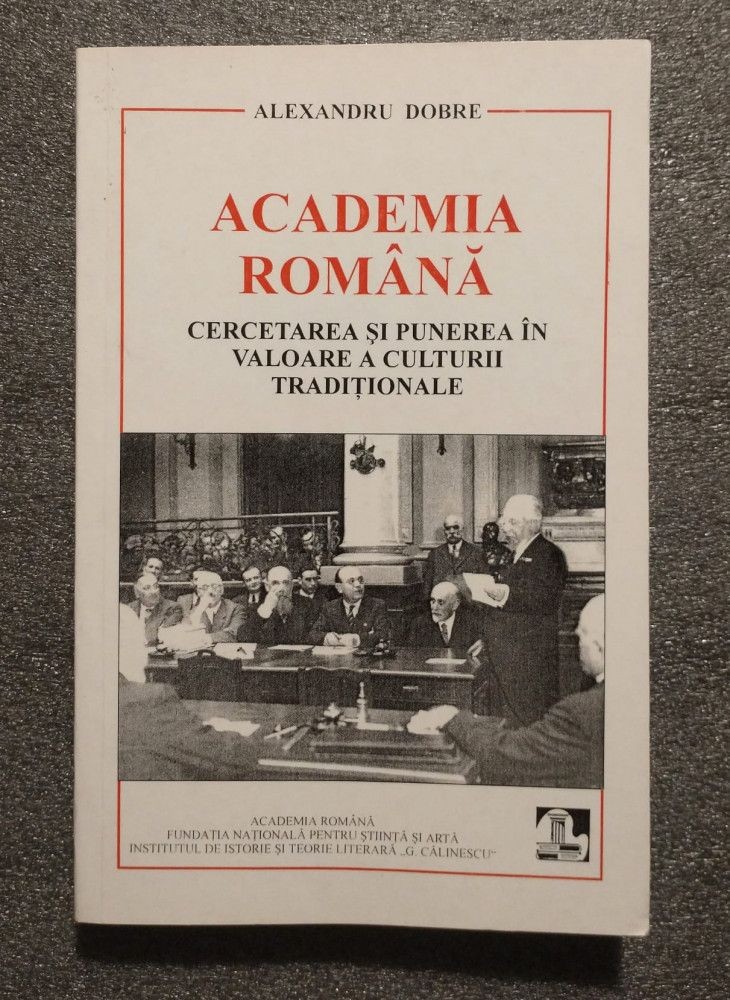 ALEXANDRU DOBRE
ACADEMIA
ROMÂNĂ
CERCETAREA ŞI PUNEREA ÎN
VALOARE A CULTURII
TRADIŢIONALE
ACADEMIA ROMÂNĂ
FUNDAŢIA NAŢIONALĂ PENTRU ŞTIINŢĂ ŞI ARTĂ
INSTITUTUL DE ISTORIE ŞI TEORIE LITERARĂ „G. CĂLINESCU“